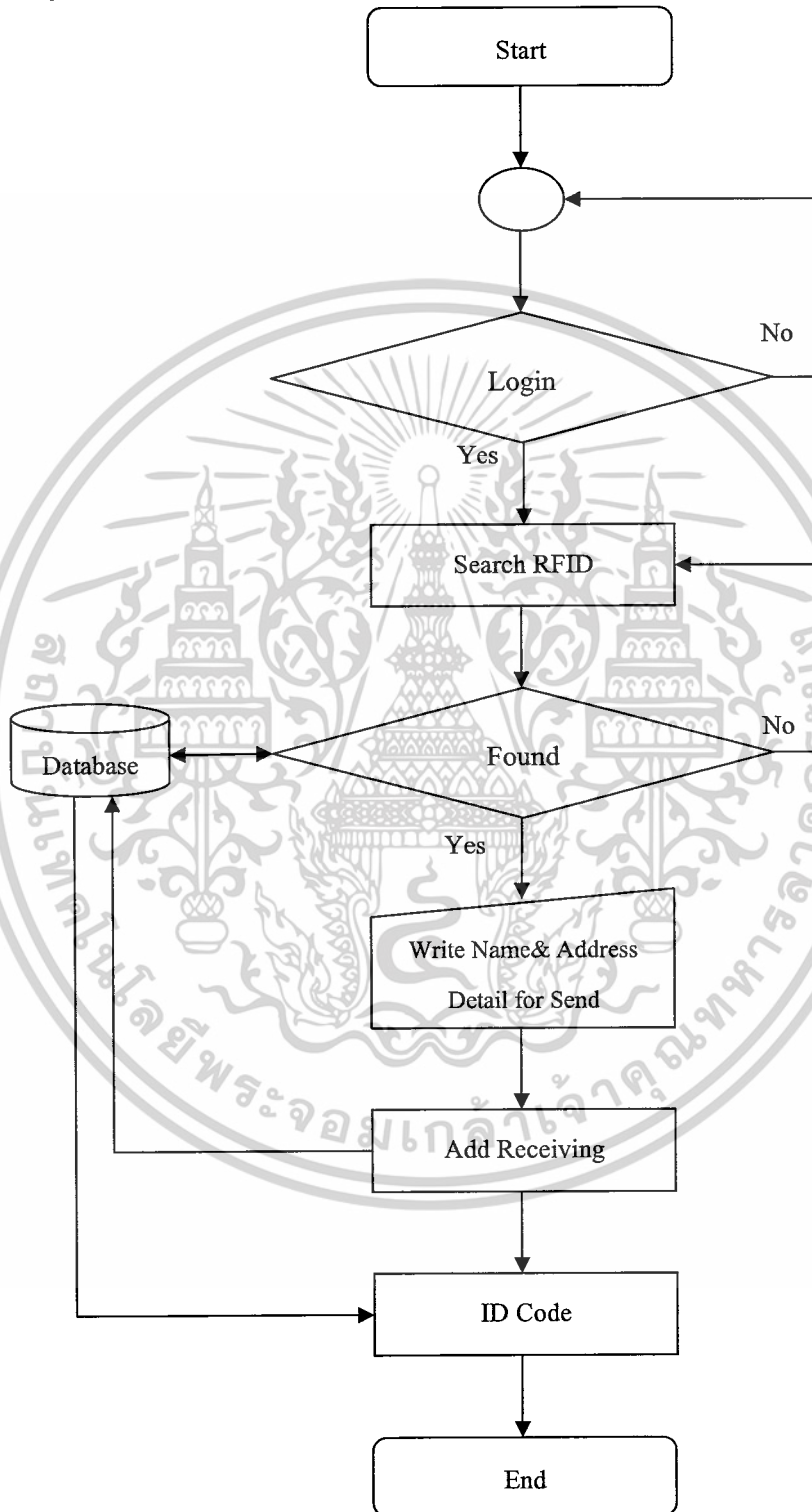 Start
No
Login
Yes
Search RFID
Database
Found
No
Yes
Write Name& Address
Detail for Send
Add Receiving
ID Code
End